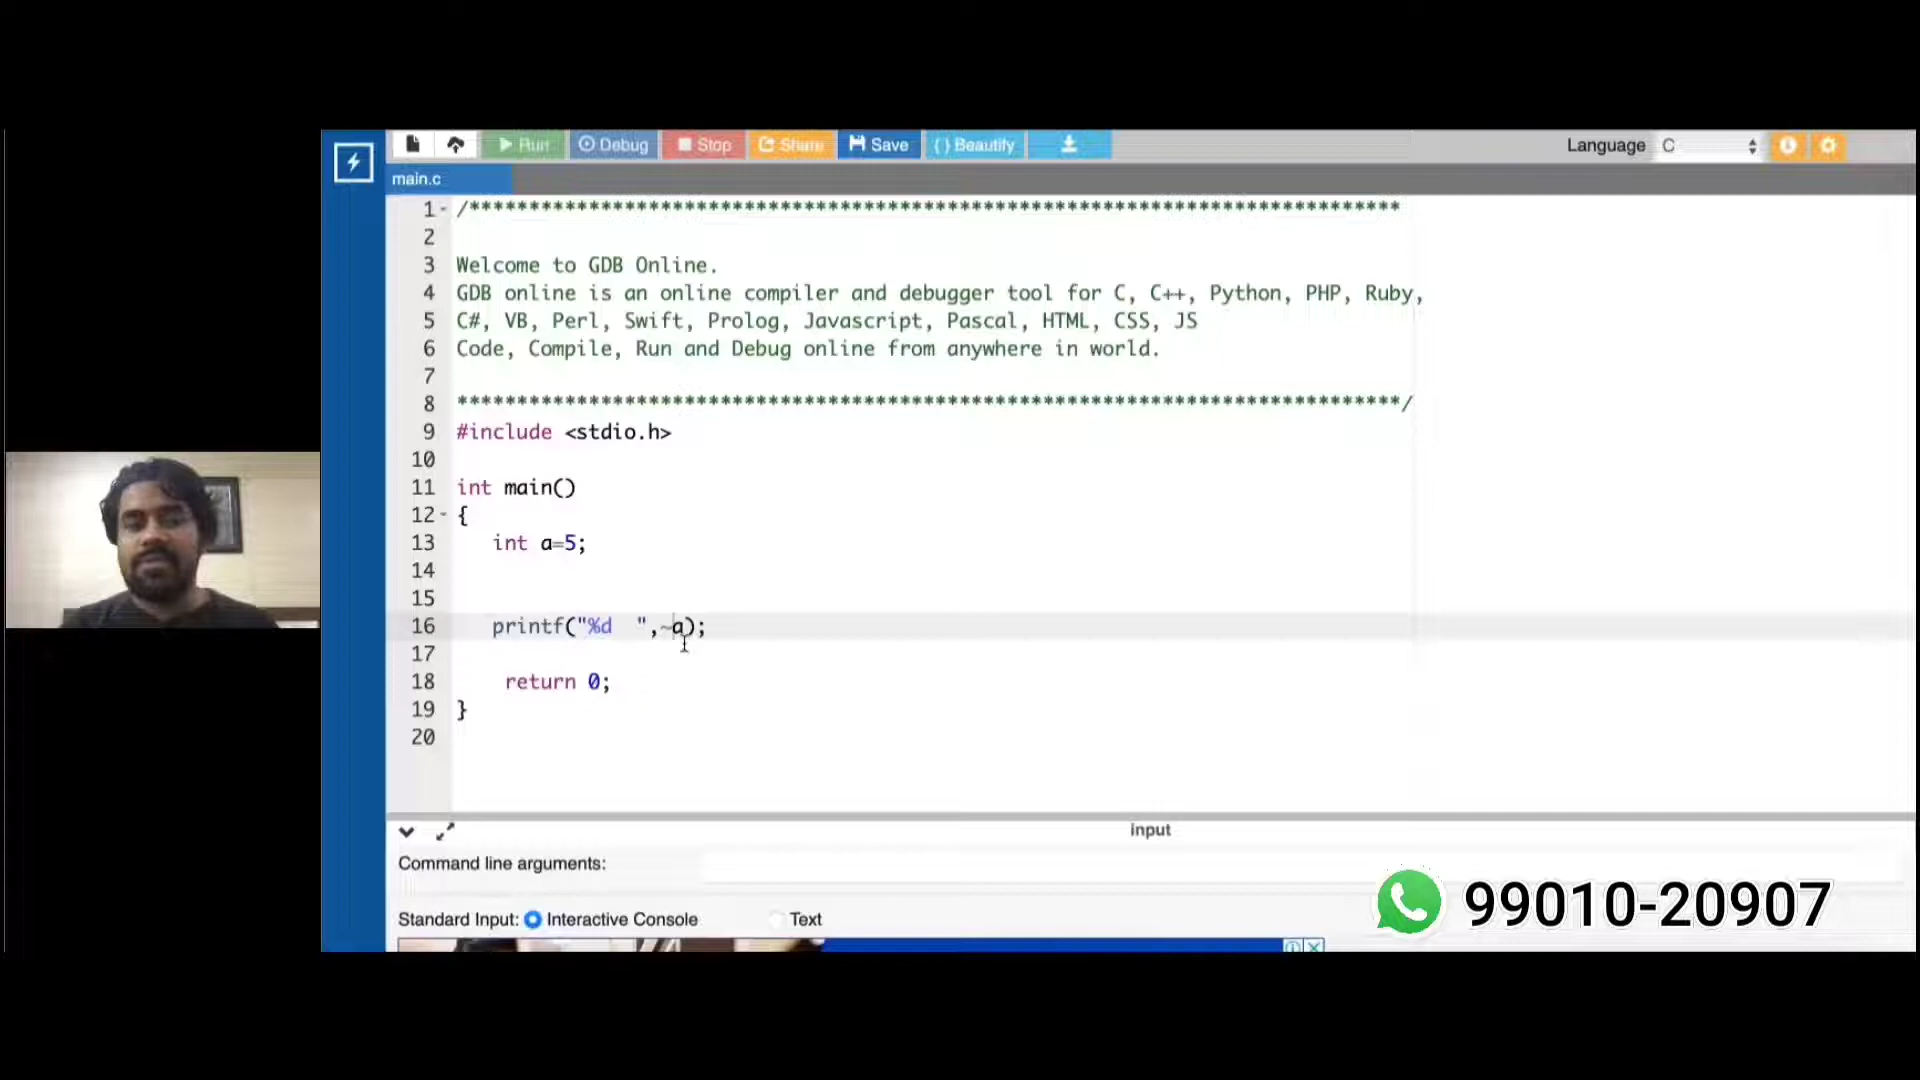 Run Debug Stop Share Save { } Beautify Language C
main.c
1 /******************************************************************************
2
3 Welcome to GDB Online.
4 GDB online is an online compiler and debugger tool for C, C++, Python, PHP, Ruby,
5 C#, VB, Perl, Swift, Prolog, Javascript, Pascal, HTML, CSS, JS
6 Code, Compile, Run and Debug online from anywhere in world.
7
8 *******************************************************************************/
9 #include <stdio.h>
10
11 int main()
12 {
13 int a=5;
14
15
16 printf("%d  ",~a);
17
18 return 0;
19 }
20
input
Command line arguments:
Standard Input: Interactive Console Text
99010-20907